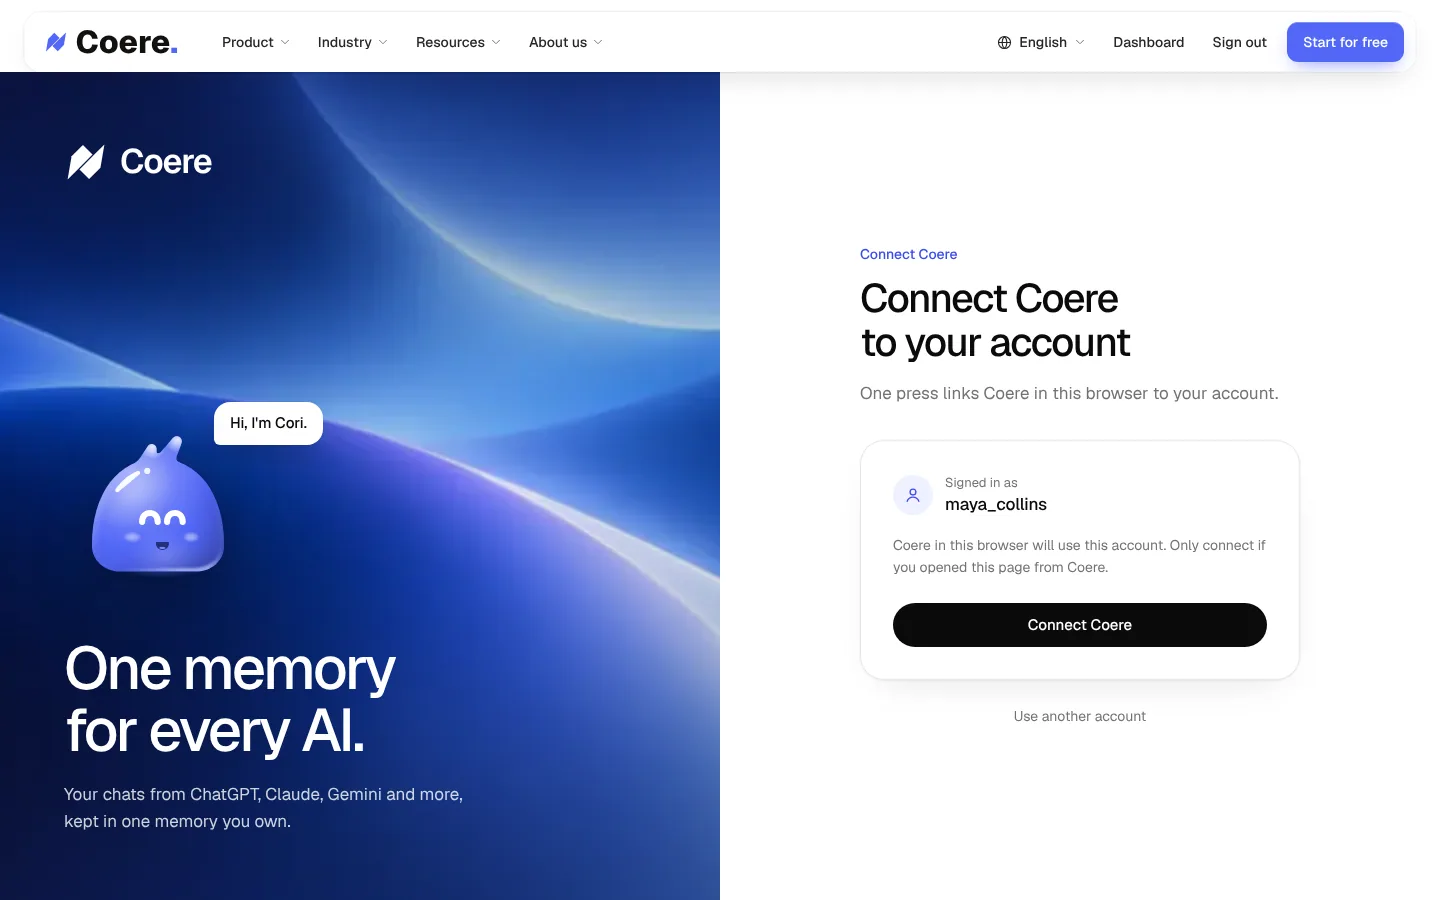 Coere.
Product
Industry
Resources
About us
English
Dashboard
Sign out
Start for free
Coere
Hi, I'm Cori.
One memory
for every AI.
Your chats from ChatGPT, Claude, Gemini and more,
kept in one memory you own.
Connect Coere
Connect Coere
to your account
One press links Coere in this browser to your account.
Signed in as
maya_collins
Coere in this browser will use this account. Only connect if
you opened this page from Coere.
Connect Coere
Use another account